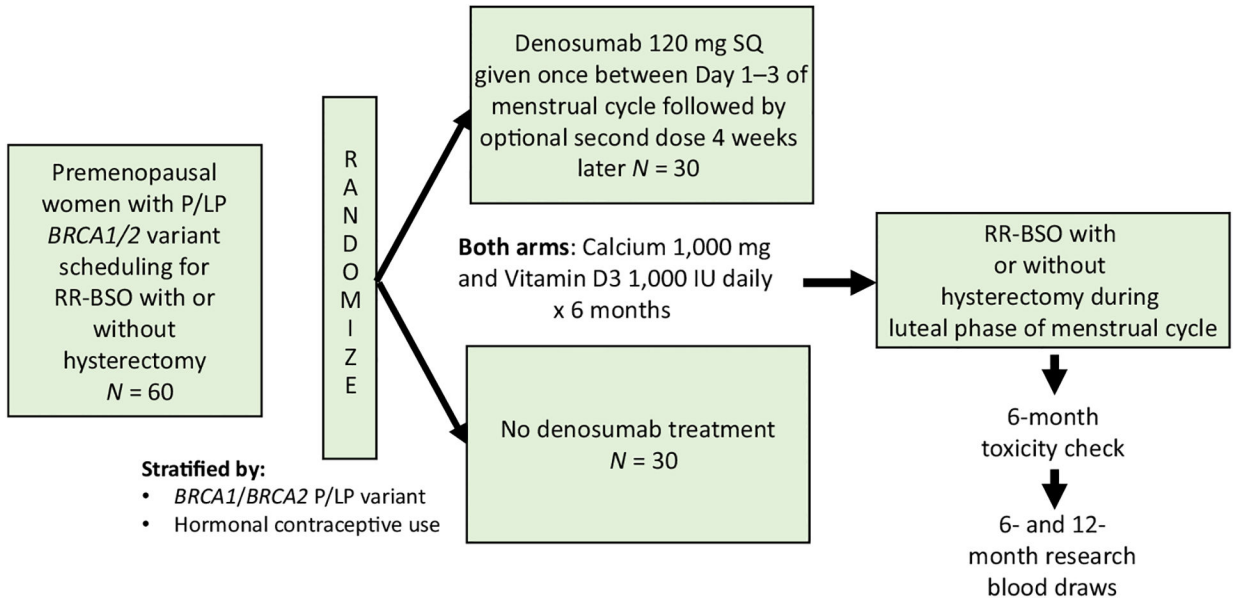 Premenopausal
women with P/LP
BRCA1/2 variant
scheduling for
RR-BSO with or
without
hysterectomy
N = 60
Stratified by:
• BRCA1/BRCA2 P/LP variant
• Hormonal contraceptive use
R
A
N
D
O
M
I
Z
E
Denosumab 120 mg SQ
given once between Day 1–3 of
menstrual cycle followed by
optional second dose 4 weeks
later N = 30
Both arms: Calcium 1,000 mg
and Vitamin D3 1,000 IU daily
x 6 months
No denosumab treatment
N = 30
RR-BSO with
or without
hysterectomy during
luteal phase of menstrual cycle
6-month
toxicity check
6- and 12-
month research
blood draws